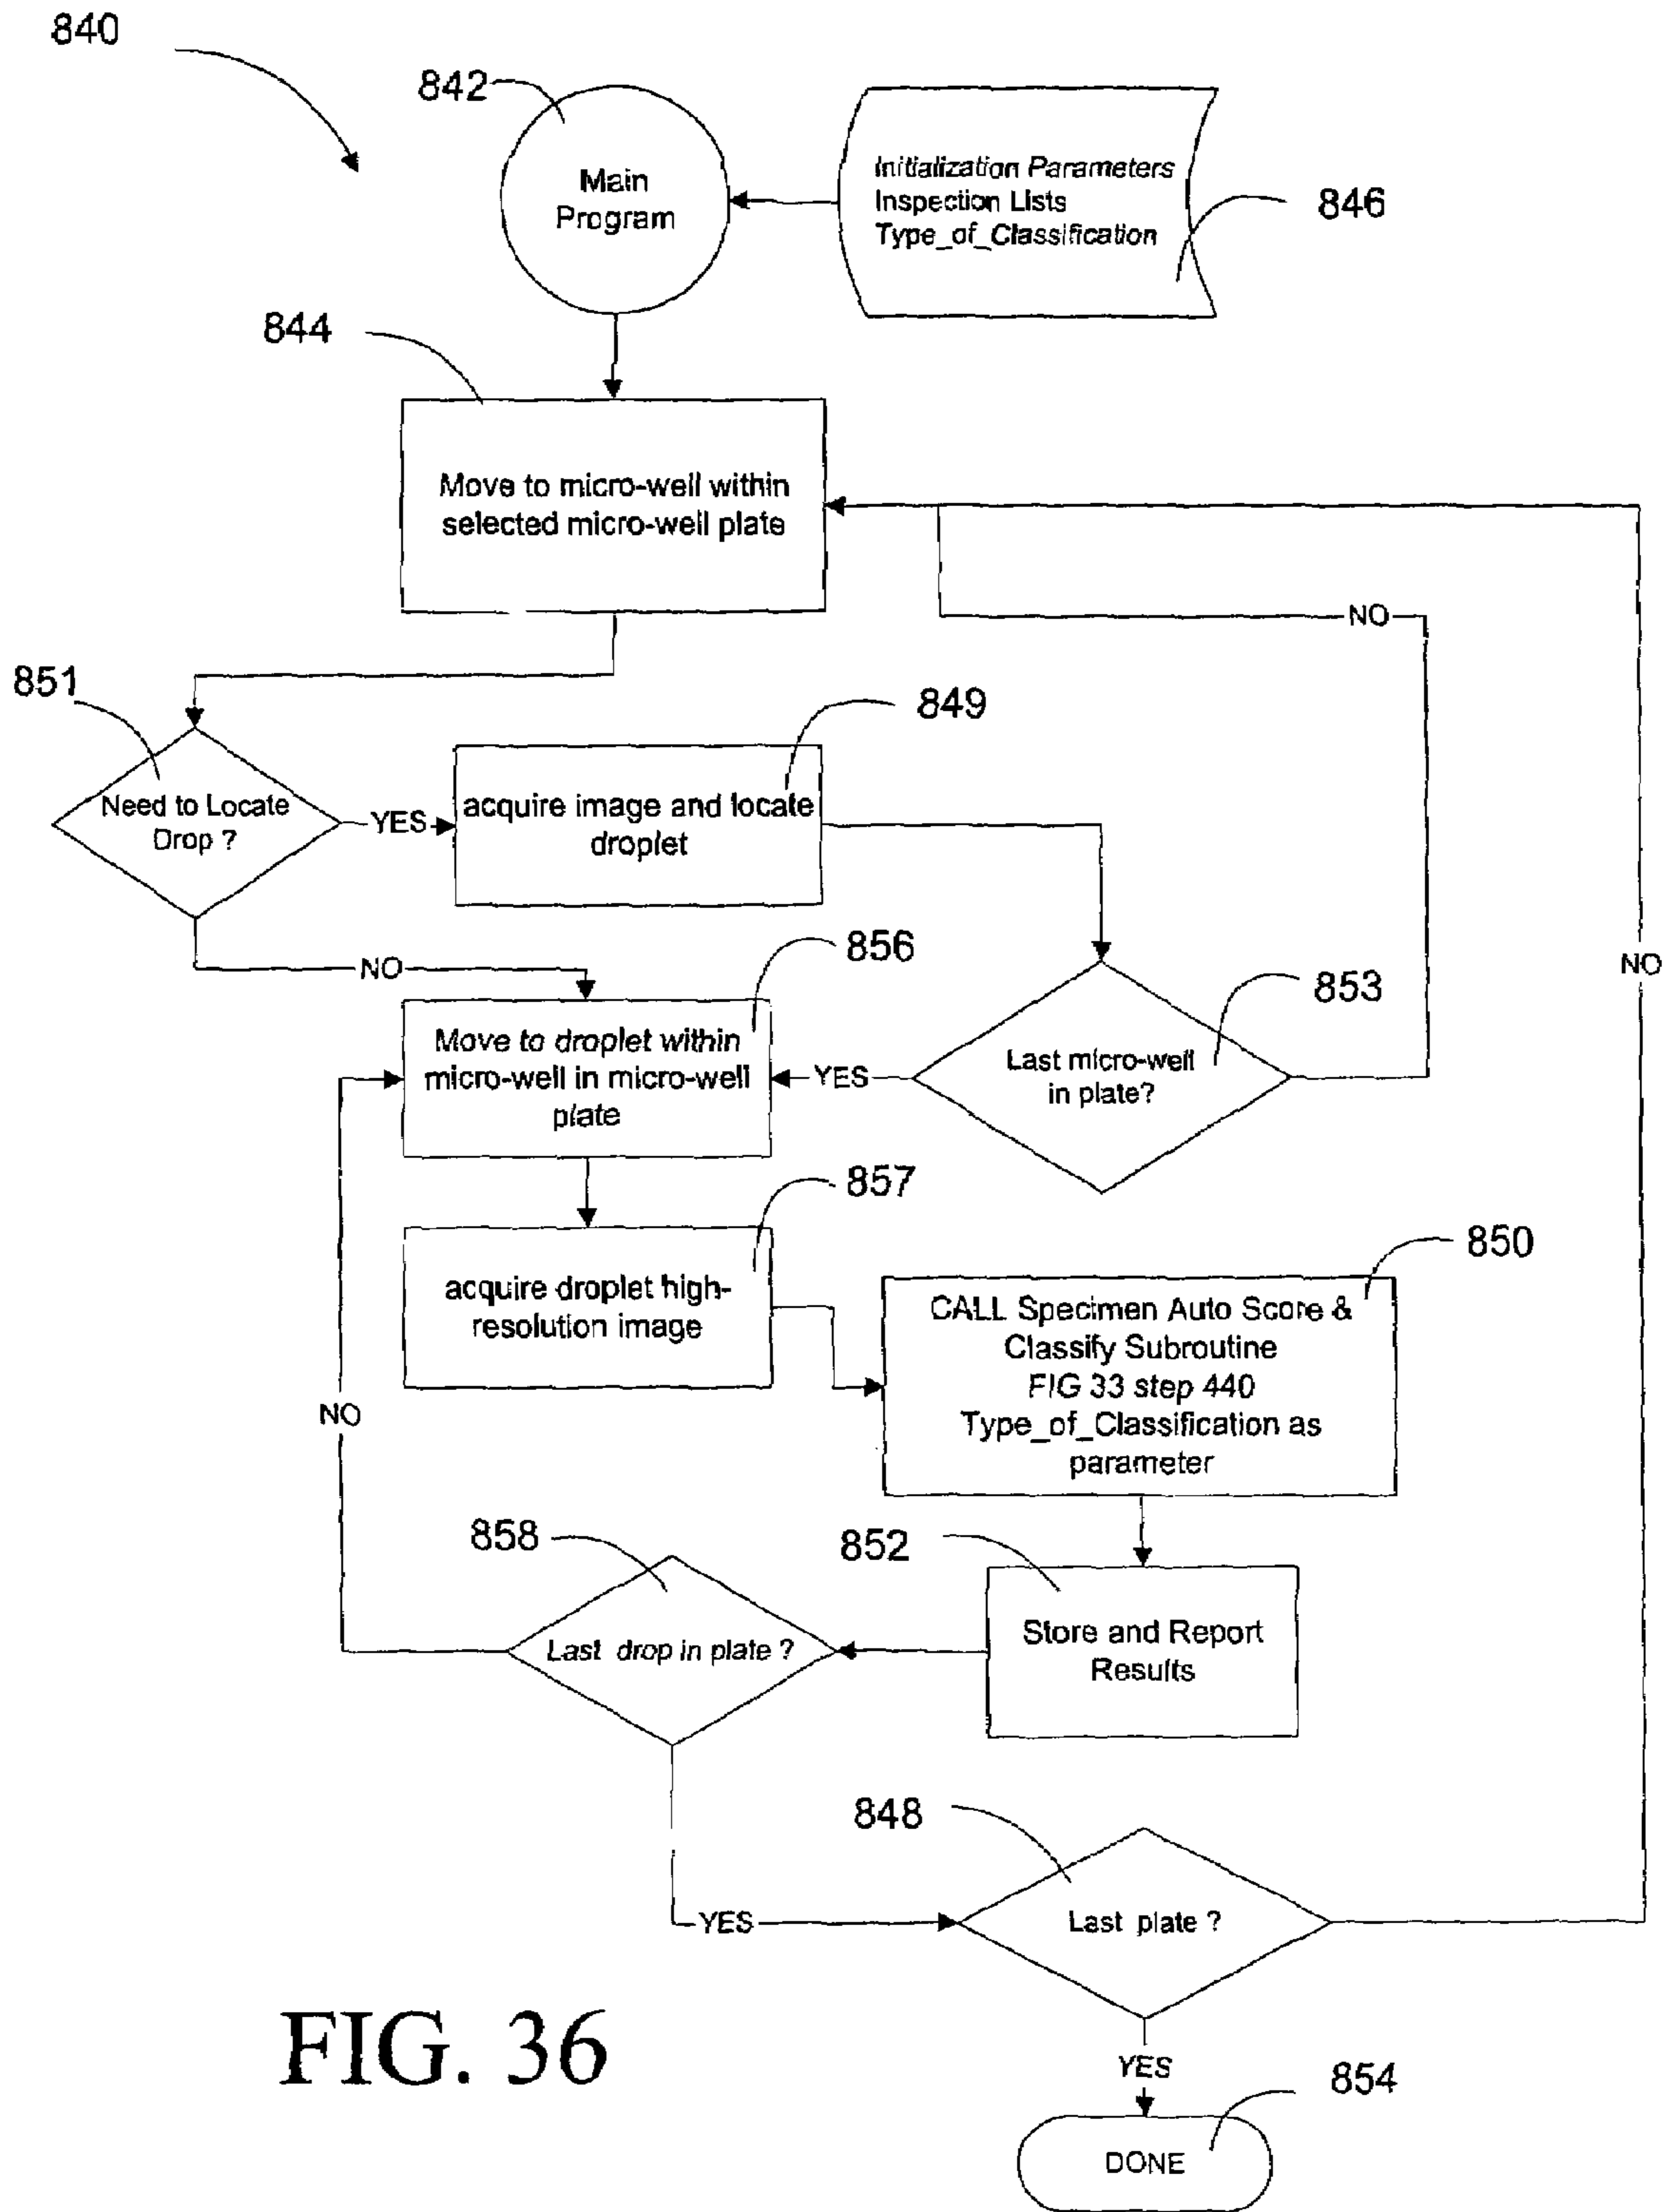 840
842
Main
Program
Initialization Parameters
Inspection Lists
Type_of_Classification
846
844
Move to micro-well within
selected micro-well plate
NO
851
Need to Locate
Drop ?
YES
849
acquire image and locate
droplet
NO
NO
856
Move to droplet within
micro-well in micro-well
plate
YES
853
Last micro-well
in plate?
857
acquire droplet high-
resolution image
850
CALL Specimen Auto Score &
Classify Subroutine
FIG 33 step 440
Type_of_Classification as
parameter
NO
858
Last drop in plate ?
852
Store and Report
Results
848
YES
Last plate ?
YES
854
DONE
FIG. 36